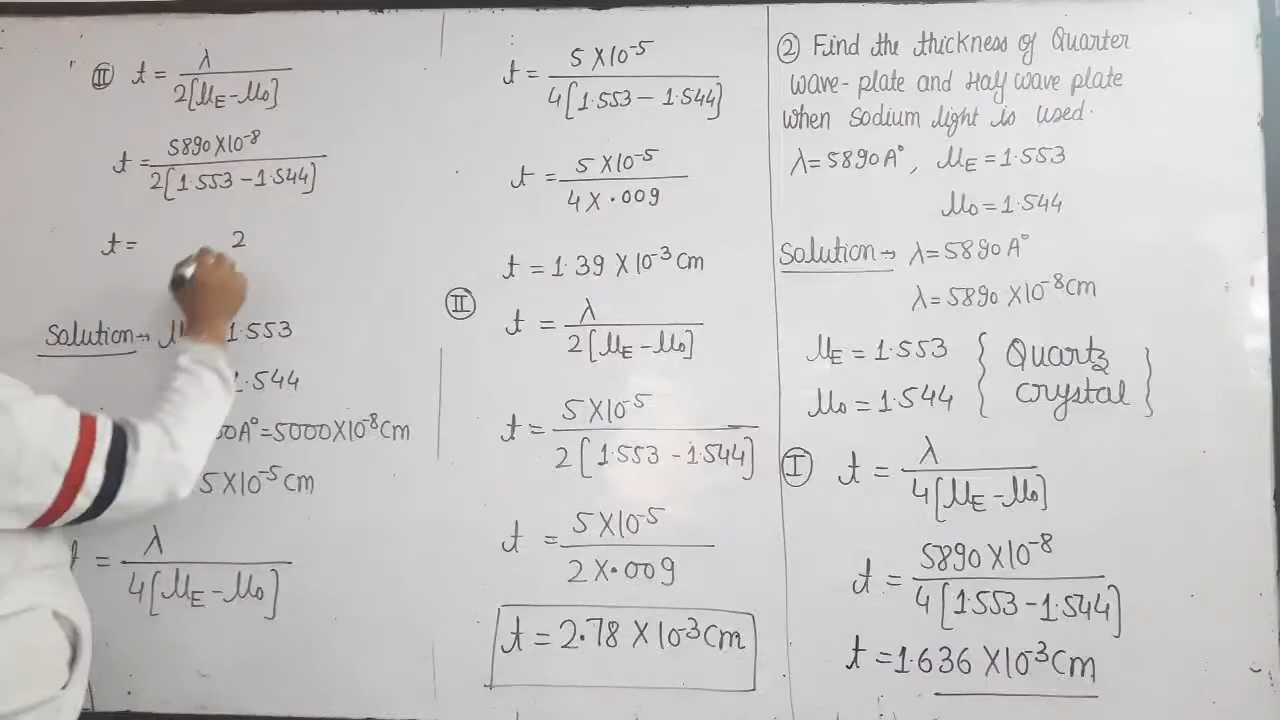 II t = λ / 2[μE − μo]
t = 5890 X 10^-8 / 2[1.553 − 1.544]
t = 2
Solution → μ 1.553
1.544
0A° = 5000 X 10^-8 cm
5 X 10^-5 cm
t = λ / 4[μE − μo]
t = 5 X 10^-5 / 4[1.553 − 1.544]
t = 5 X 10^-5 / 4 X .009
t = 1.39 X 10^-3 cm
II t = λ / 2[μE − μo]
t = 5 X 10^-5 / 2[1.553 − 1.544]
t = 5 X 10^-5 / 2 X .009
t = 2.78 X 10^-3 cm
2 Find the thickness of Quarter
wave-plate and Half wave plate
when Sodium light is used.
λ = 5890 A°, μE = 1.553
μo = 1.544
Solution → λ = 5890 A°
λ = 5890 X 10^-8 cm
μE = 1.553 { Quartz
μo = 1.544 { crystal }
I t = λ / 4[μE − μo]
t = 5890 X 10^-8 / 4[1.553 − 1.544]
t = 1.636 X 10^-3 cm